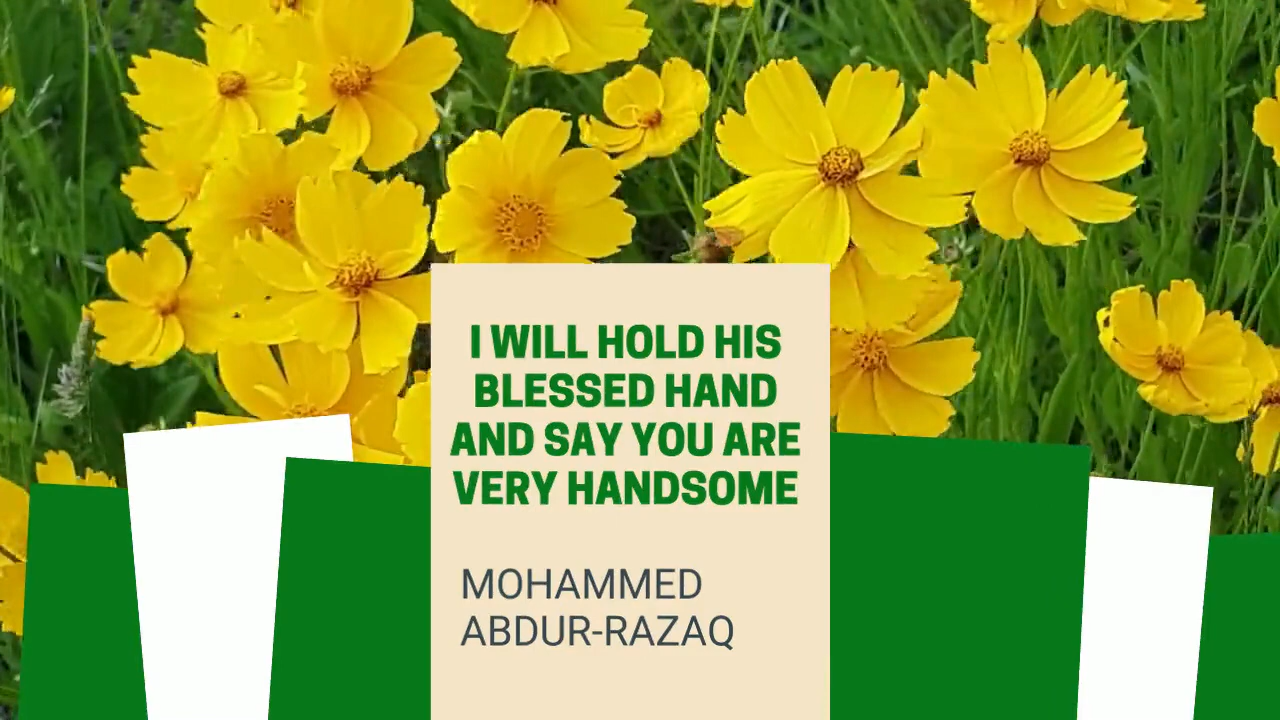 I WILL HOLD HIS
BLESSED HAND
AND SAY YOU ARE
VERY HANDSOME
MOHAMMED
ABDUR-RAZAQ